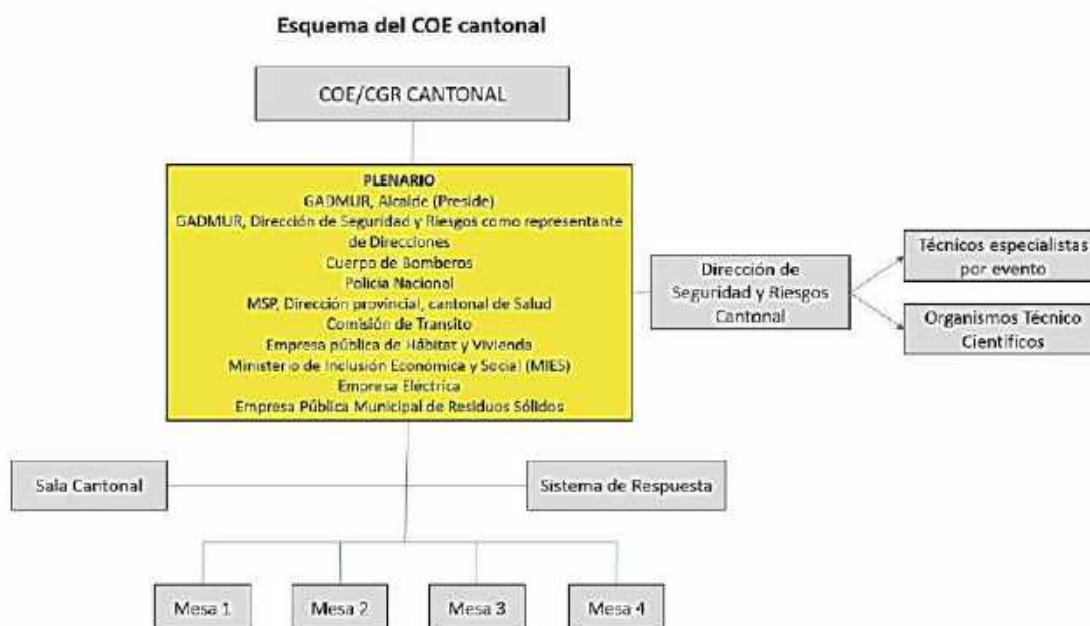 Esquema del COE cantonal
COE/CGR CANTONAL
PLENARIO
GADMUR, Alcalde (Preside)
GADMUR, Dirección de Seguridad y Riesgos como representante
de Direcciones
Cuerpo de Bomberos
Policía Nacional
MSP, Dirección provincial, cantonal de Salud
Comisión de Transito
Empresa pública de Hábitat y Vivienda
Ministerio de Inclusión Económica y Social (MIES)
Empresa Eléctrica
Empresa Pública Municipal de Residuos Sólidos
Dirección de
Seguridad y Riesgos
Cantonal
Técnicos especialistas
por evento
Organismos Técnico
Científicos
Sala Cantonal
Sistema de Respuesta
Mesa 1
Mesa 2
Mesa 3
Mesa 4